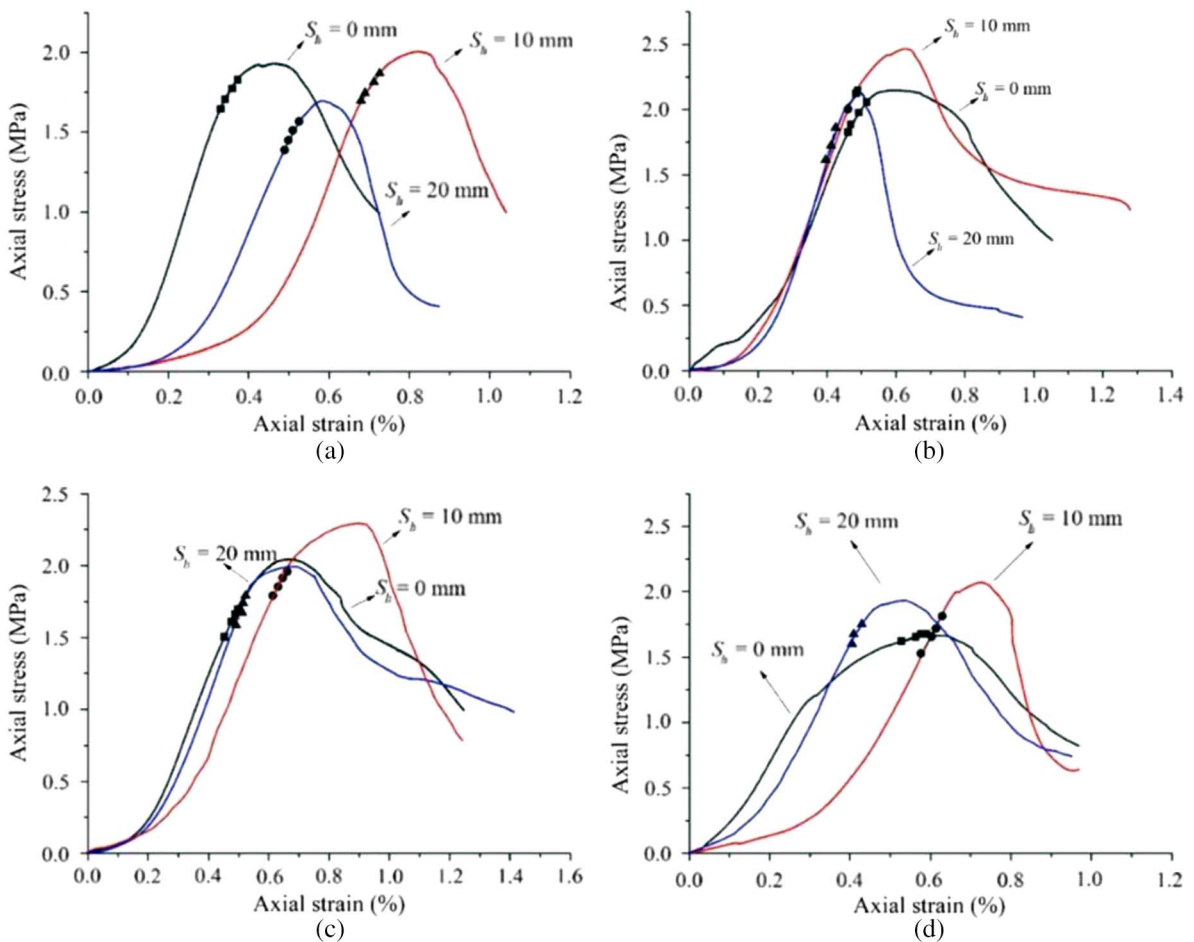 Axial stress (MPa)
2.0
1.5
1.0
0.5
0.0
S_h = 0 mm
S_h = 10 mm
S_h = 20 mm
0.0 0.2 0.4 0.6 0.8 1.0 1.2
Axial strain (%)
(a)
Axial stress (MPa)
2.5
2.0
1.5
1.0
0.5
0.0
S_h = 10 mm
S_h = 0 mm
S_h = 20 mm
0.0 0.2 0.4 0.6 0.8 1.0 1.2 1.4
Axial strain (%)
(b)
Axial stress (MPa)
2.5
2.0
1.5
1.0
0.5
0.0
S_h = 10 mm
S_h = 20 mm
S_h = 0 mm
0.0 0.2 0.4 0.6 0.8 1.0 1.2 1.4 1.6
Axial strain (%)
(c)
Axial stress (MPa)
2.5
2.0
1.5
1.0
0.5
0.0
S_h = 20 mm
S_h = 10 mm
S_h = 0 mm
0.0 0.2 0.4 0.6 0.8 1.0 1.2
Axial strain (%)
(d)